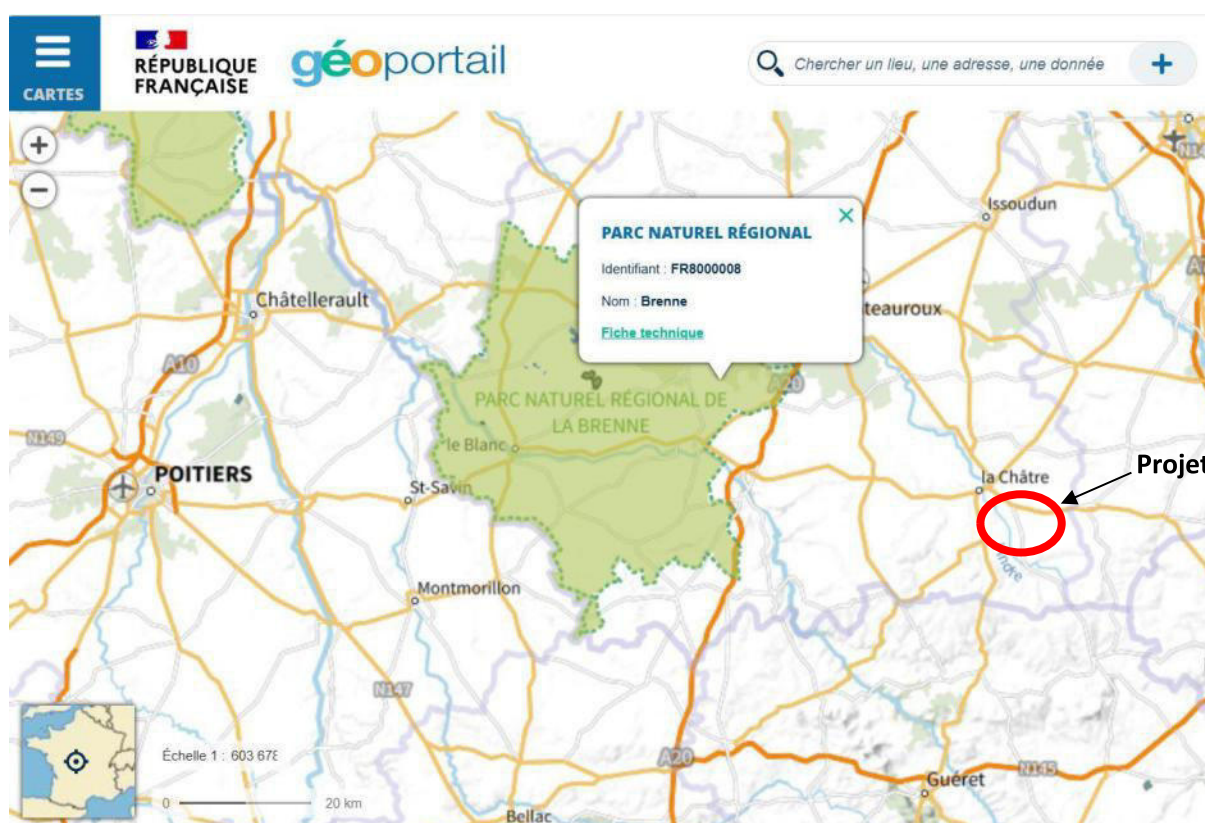 CARTES
RÉPUBLIQUE
FRANÇAISE
géoportail
Chercher un lieu, une adresse, une donnée
+
+
−
Issoudun
PARC NATUREL RÉGIONAL
Identifiant : FR8000008
Nom : Brenne
Fiche technique
Châtellerault
teauroux
A10
A20
PARC NATUREL RÉGIONAL DE
LA BRENNE
N149
le Blanc
POITIERS
St-Savin
la Châtre
Projet
Indre
Montmorillon
N147
Échelle 1 : 603 678
0
20 km
A20
Guéret
N145
Bellac